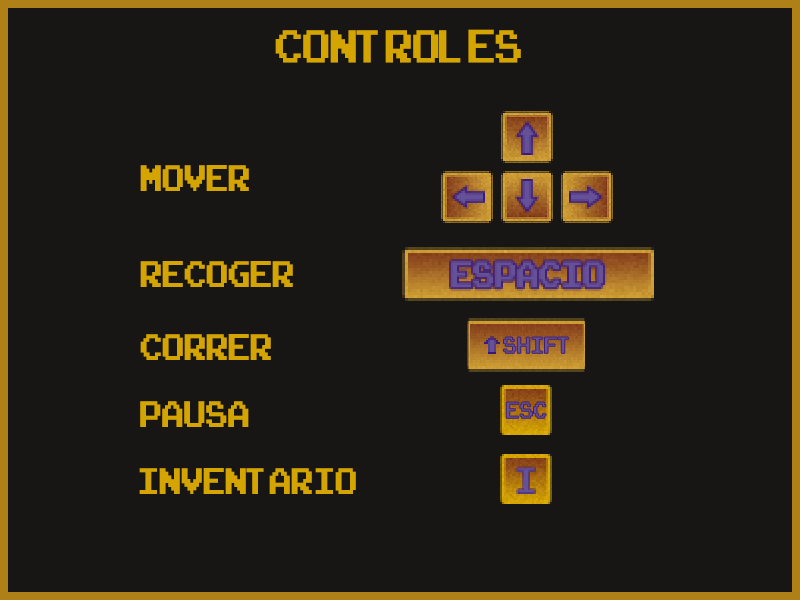 CONTROLES
MOVER
RECOGER ESPACIO
CORRER SHIFT
PAUSA ESC
INVENTARIO I